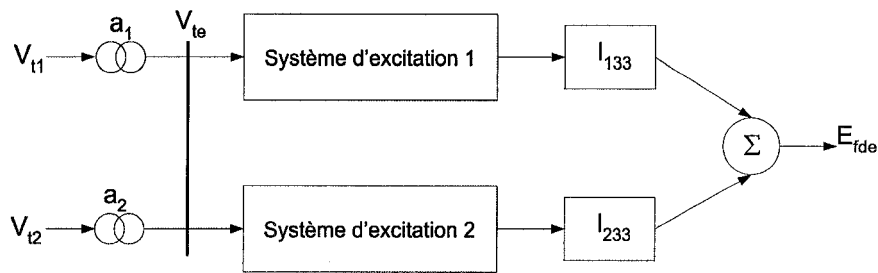 V_te
V_t1
a_1
Système d'excitation 1
I_133
Σ
E_fde
V_t2
a_2
Système d'excitation 2
I_233